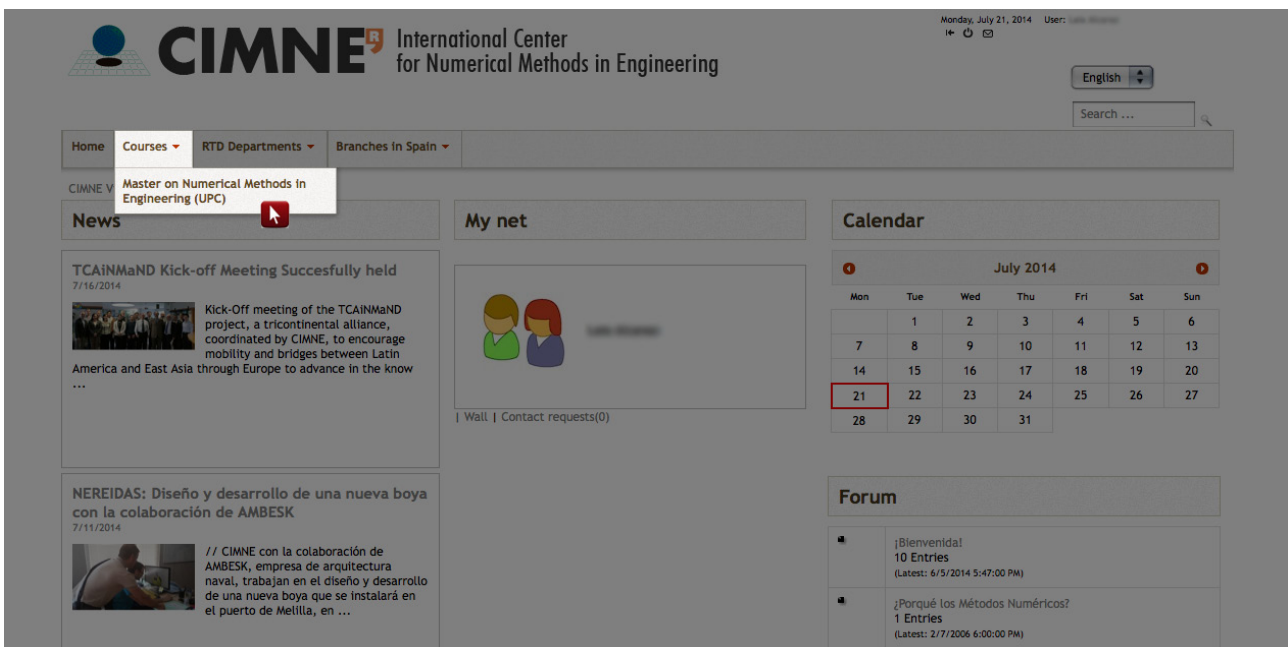 Monday, July 21, 2014 User:
CIMNE
International Center
for Numerical Methods in Engineering
English
Search ...
Home Courses RTD Departments Branches in Spain
CIMNE V
Master on Numerical Methods in
Engineering (UPC)
News
TCAiNMaND Kick-off Meeting Succesfully held
7/16/2014
Kick-Off meeting of the TCAiNMaND
project, a tricontinental alliance,
coordinated by CIMNE, to encourage
mobility and bridges between Latin
America and East Asia through Europe to advance in the know
...
NEREIDAS: Diseño y desarrollo de una nueva boya
con la colaboración de AMBESK
7/11/2014
// CIMNE con la colaboración de
AMBESK, empresa de arquitectura
naval, trabajan en el diseño y desarrollo
de una nueva boya que se instalará en
el puerto de Melilla, en ...
My net
| Wall | Contact requests(0)
Calendar
July 2014
Mon Tue Wed Thu Fri Sat Sun
1 2 3 4 5 6
7 8 9 10 11 12 13
14 15 16 17 18 19 20
21 22 23 24 25 26 27
28 29 30 31
Forum
¡Bienvenida!
10 Entries
(Latest: 6/5/2014 5:47:00 PM)
¿Porqué los Métodos Numéricos?
1 Entries
(Latest: 2/7/2006 6:00:00 PM)